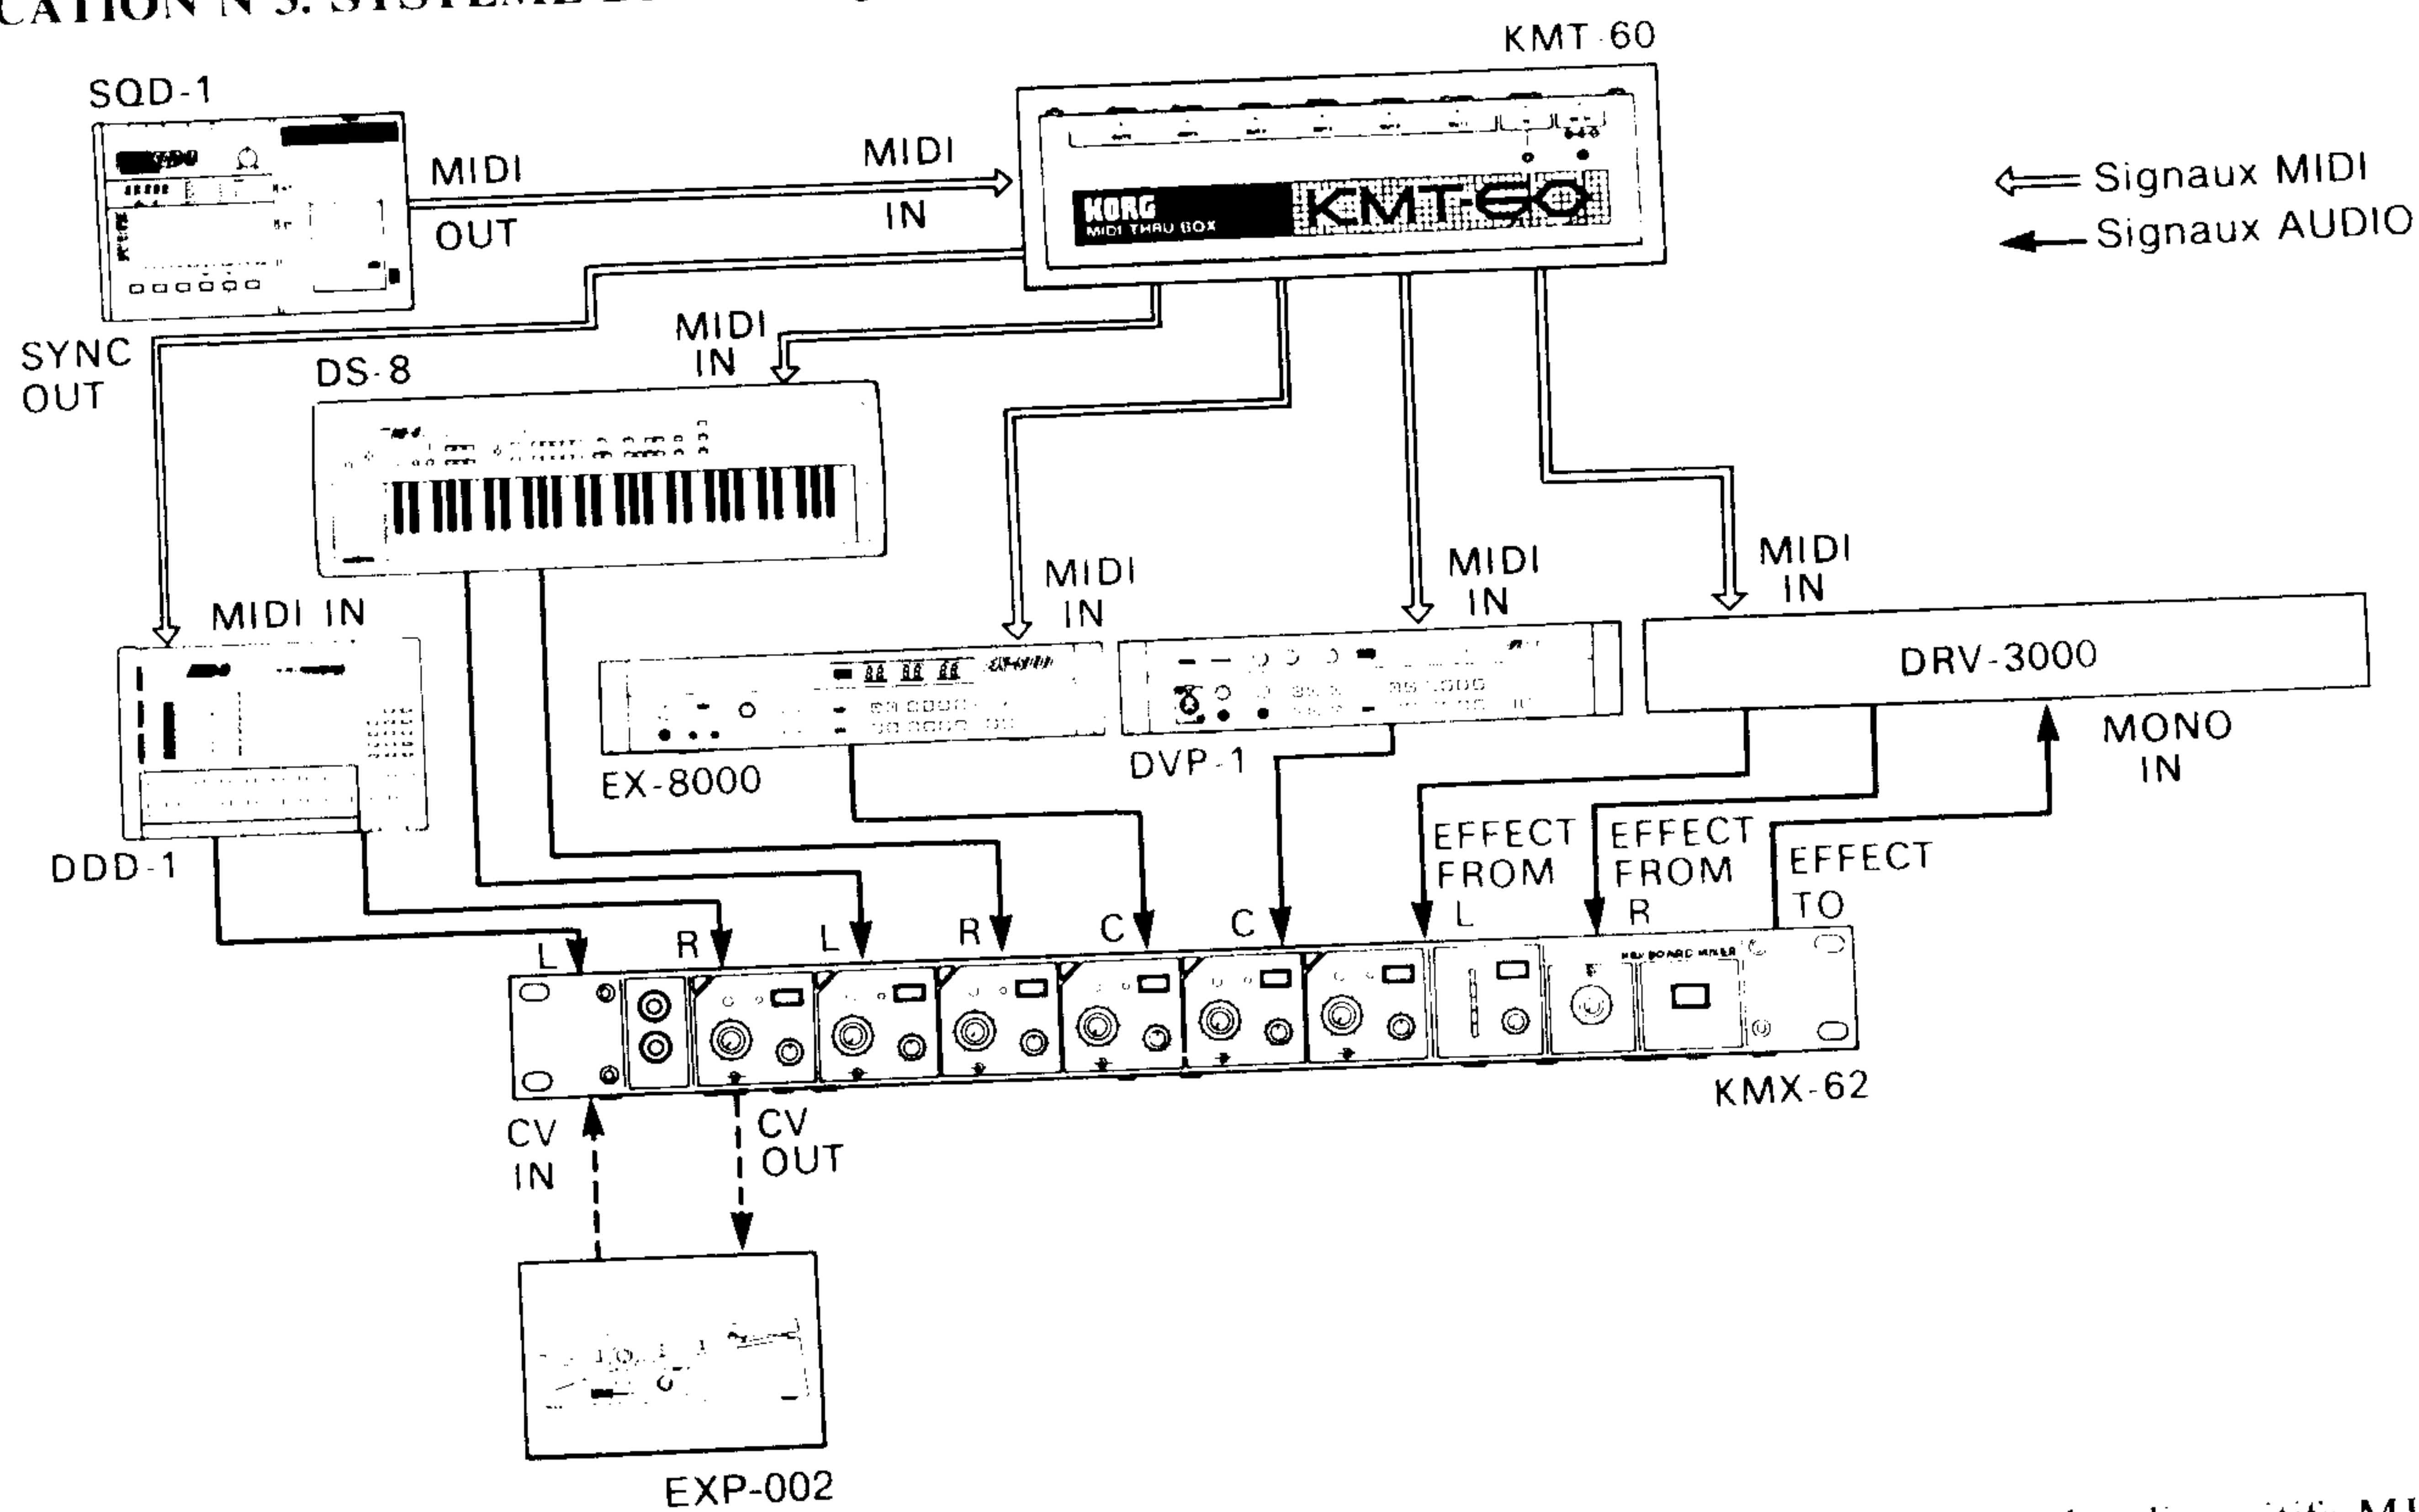 KMT-60
SQD-1
MIDI
OUT
MIDI
IN
KORG
MIDI THRU BOX
KMT-60
Signaux MIDI
Signaux AUDIO
SYNC
OUT
DS-8
MIDI
IN
MIDI IN
MIDI
IN
MIDI
IN
MIDI
IN
DRV-3000
EX-8000
DVP-1
MONO
IN
DDD-1
EFFECT
FROM
L
EFFECT
FROM
R
EFFECT
TO
L
R
L
R
C
C
KEYBOARD MIXER
KMX-62
CV
IN
CV
OUT
EXP-002